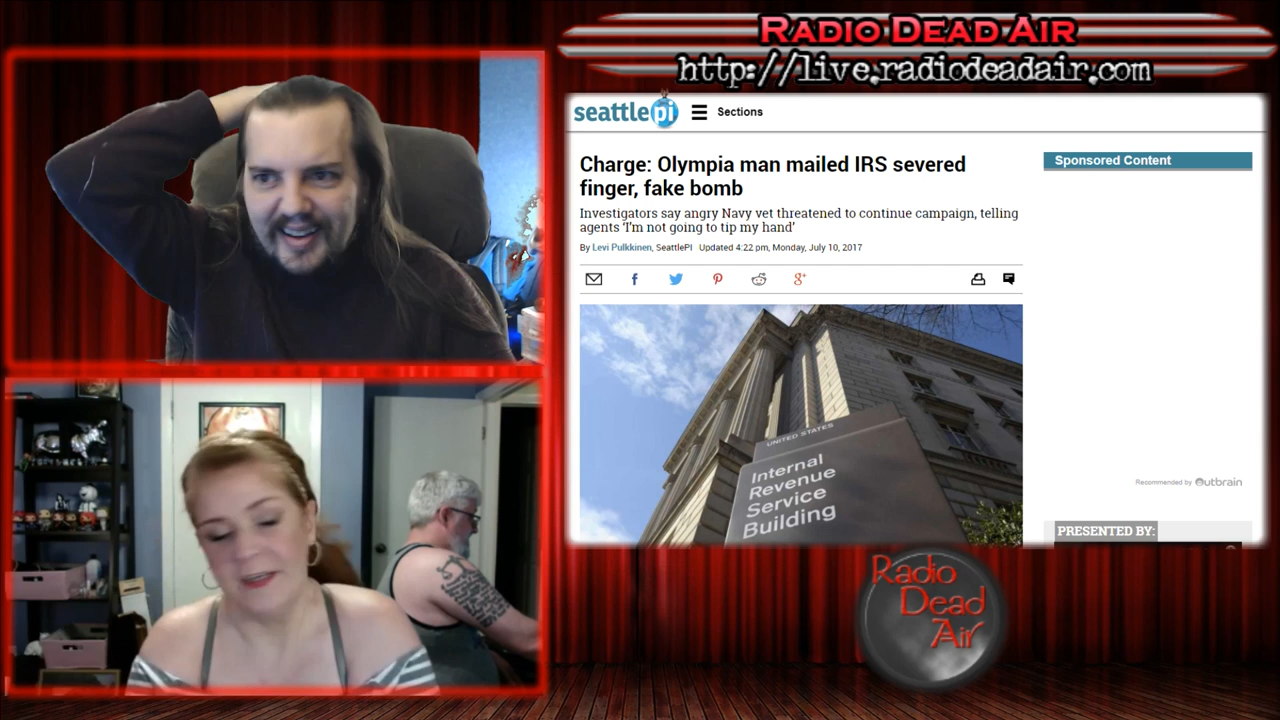 Radio Dead Air
http://live.radiodeadair.com
seattlepi
Sections
Charge: Olympia man mailed IRS severed
finger, fake bomb
Investigators say angry Navy vet threatened to continue campaign, telling
agents ‘I’m not going to tip my hand’
By Levi Pulkkinen, SeattlePI Updated 4:22 pm, Monday, July 10, 2017
f
g+
Sponsored Content
UNITED STATES
Internal
Revenue
Service
Building
Recommended by Outbrain
PRESENTED BY:
Radio
Dead
Air